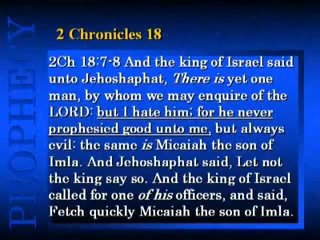 PROPHECY
2 Chronicles 18
2Ch 18:7-8 And the king of Israel said
unto Jehoshaphat, There is yet one
man, by whom we may enquire of the
LORD: but I hate him; for he never
prophesied good unto me, but always
evil: the same is Micaiah the son of
Imla. And Jehoshaphat said, Let not
the king say so. And the king of Israel
called for one of his officers, and said,
Fetch quickly Micaiah the son of Imla.